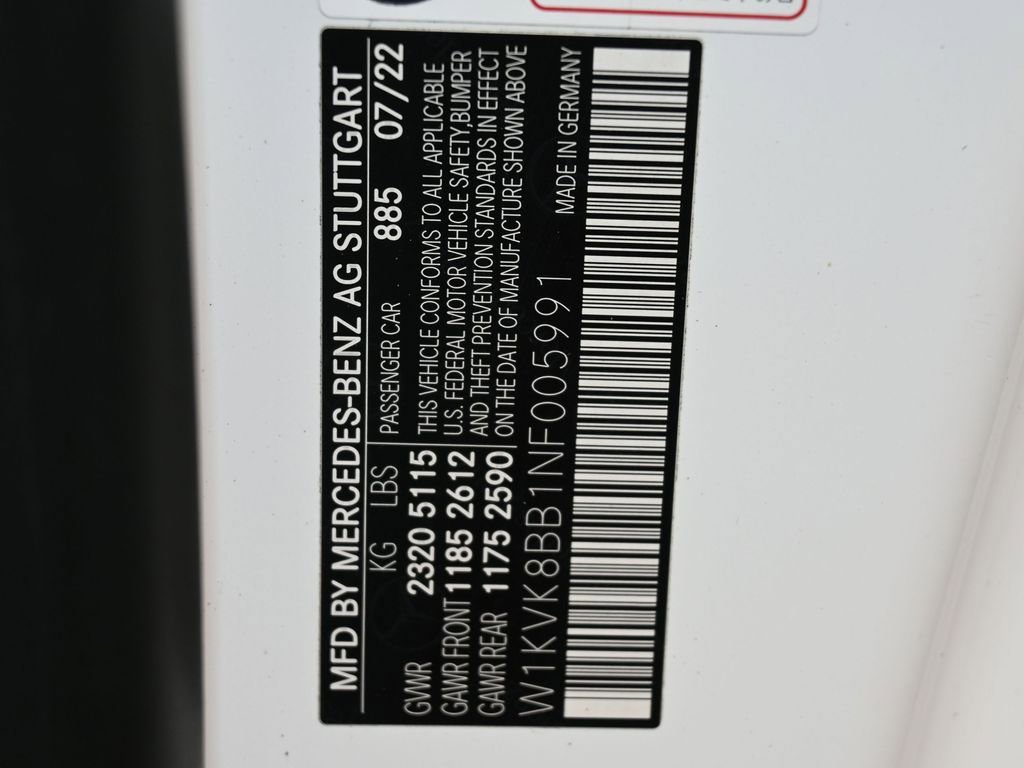 MFD BY MERCEDES-BENZ AG STUTTGART
KG LBS PASSENGER CAR 885 07/22
GVWR 2320 5115
GAWR FRONT 1185 2612
GAWR REAR 1175 2590
THIS VEHICLE CONFORMS TO ALL APPLICABLE
U.S. FEDERAL MOTOR VEHICLE SAFETY,BUMPER
AND THEFT PREVENTION STANDARDS IN EFFECT
ON THE DATE OF MANUFACTURE SHOWN ABOVE
W1KVK8BB1NF005991 MADE IN GERMANY